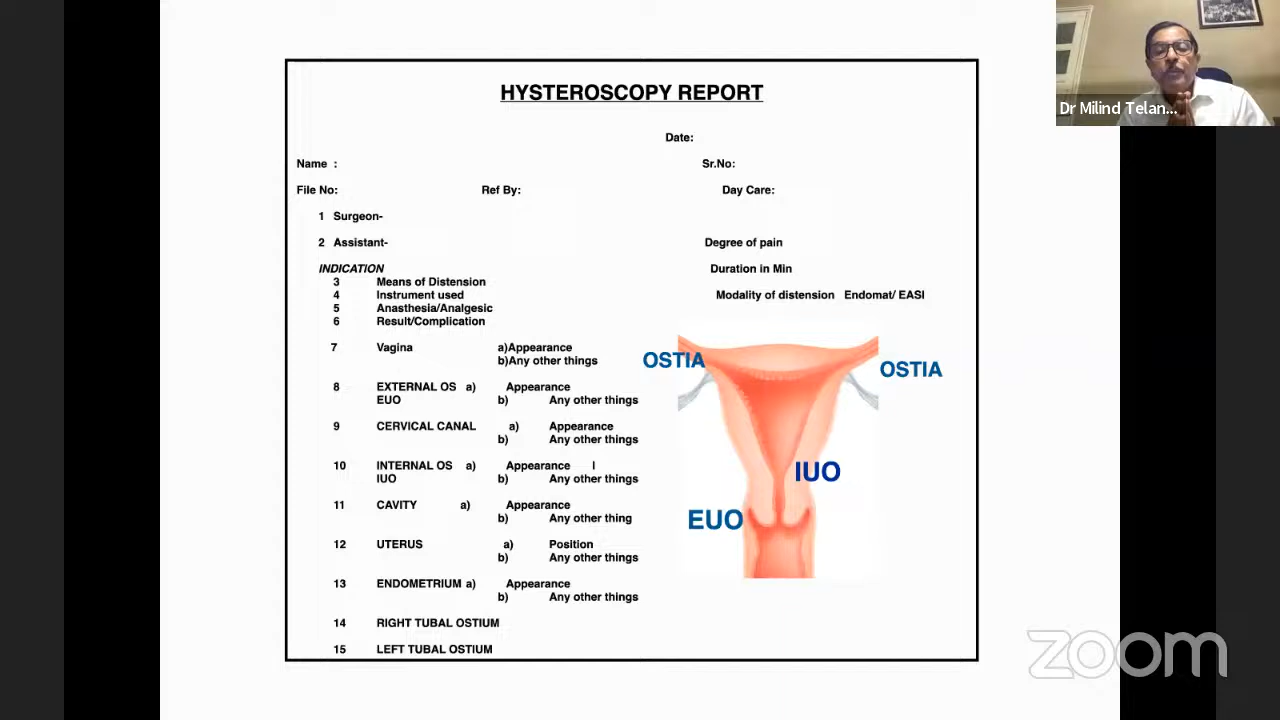 HYSTEROSCOPY REPORT
Dr Milind Telan...
Date:
Name : Sr.No:
File No: Ref By: Day Care:
1 Surgeon-
2 Assistant- Degree of pain
INDICATION Duration in Min
3 Means of Distension
4 Instrument used Modality of distension Endomat/ EASI
5 Anasthesia/Analgesic
6 Result/Complication
7 Vagina a)Appearance
b)Any other things
OSTIA
OSTIA
8 EXTERNAL OS a) Appearance
EUO b) Any other things
9 CERVICAL CANAL a) Appearance
b) Any other things
10 INTERNAL OS a) Appearance I
IUO b) Any other things
IUO
11 CAVITY a) Appearance
b) Any other thing
EUO
12 UTERUS a) Position
b) Any other things
13 ENDOMETRIUM a) Appearance
b) Any other things
14 RIGHT TUBAL OSTIUM
15 LEFT TUBAL OSTIUM
zoom